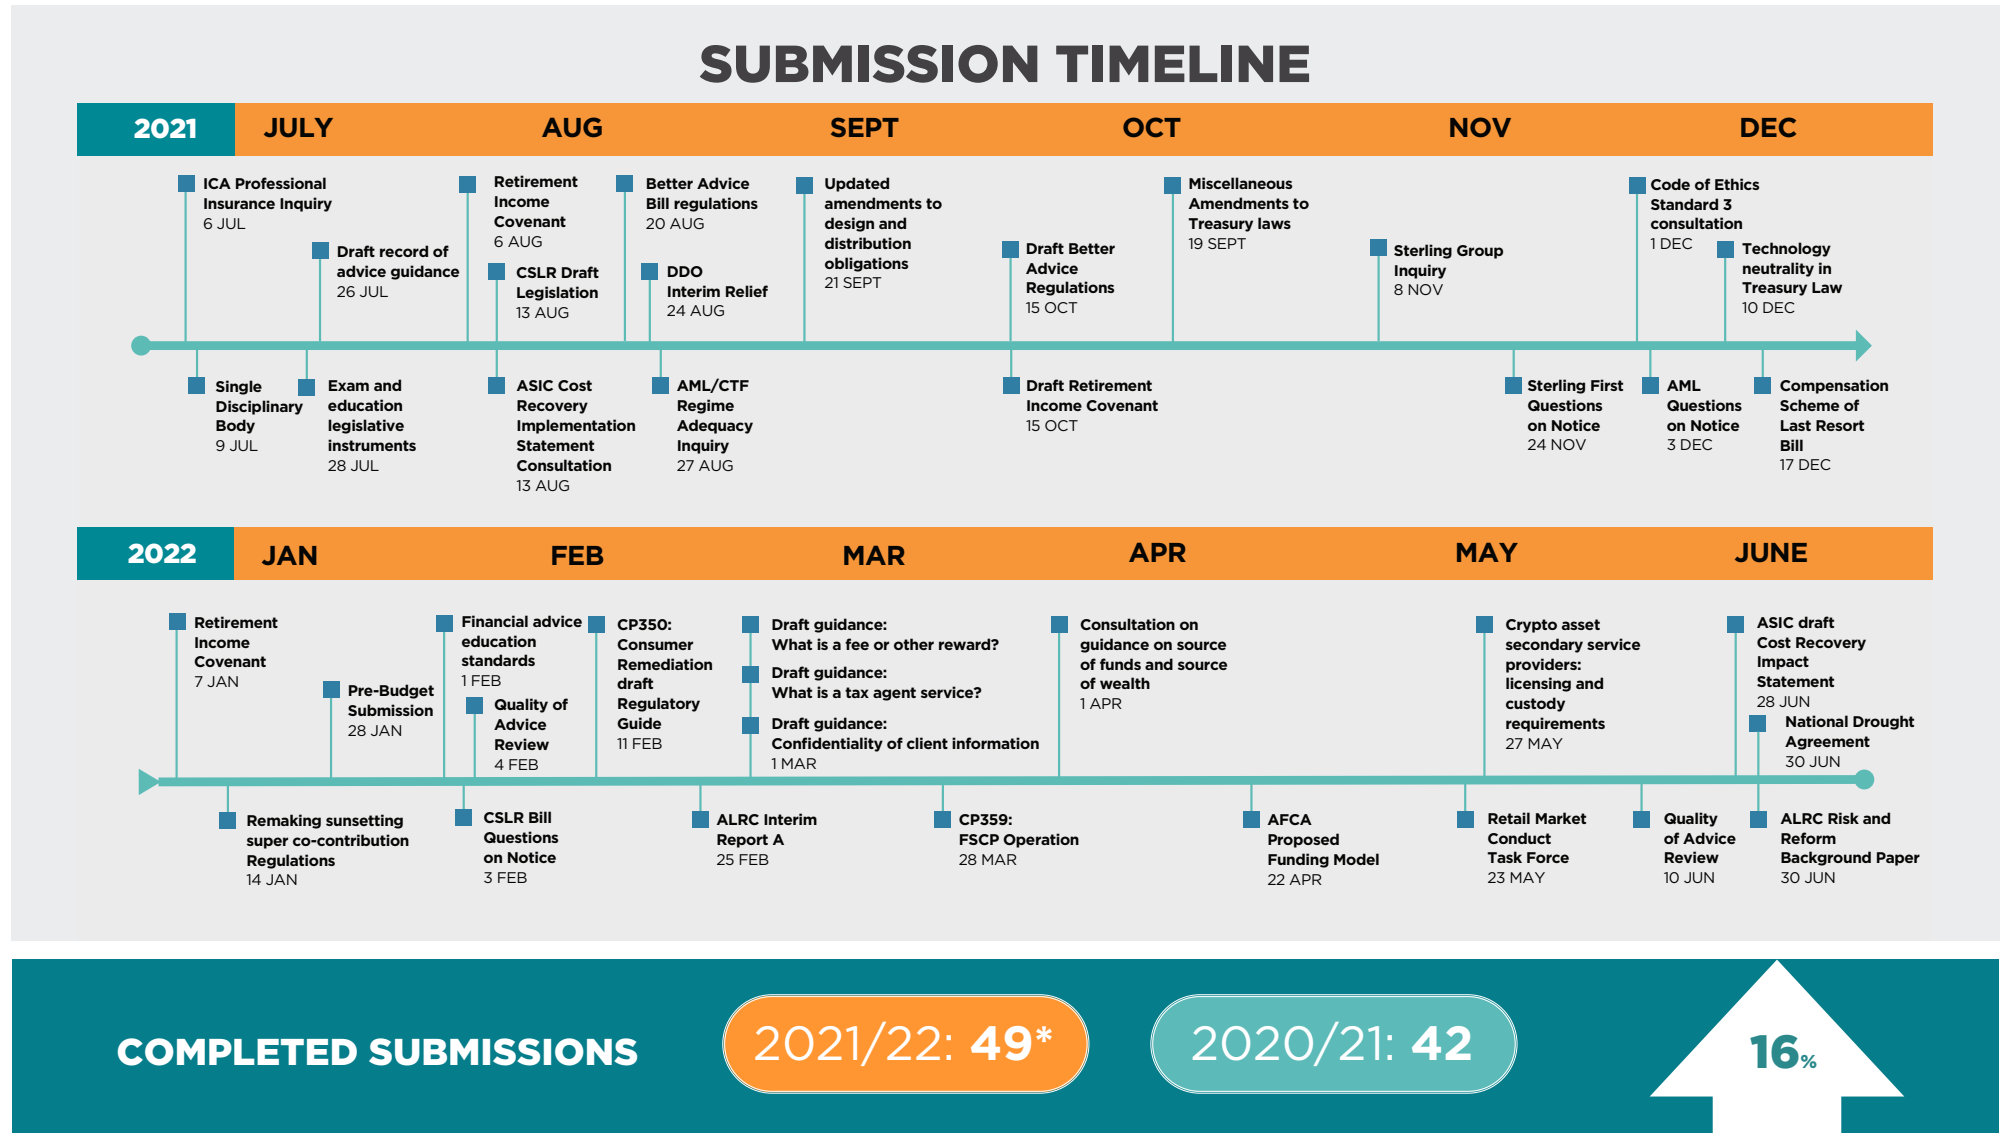 SUBMISSION TIMELINE
2021 JULY AUG SEPT OCT NOV DEC
ICA Professional
Insurance Inquiry
6 JUL
Draft record of
advice guidance
26 JUL
Retirement
Income
Covenant
6 AUG
CSLR Draft
Legislation
13 AUG
Better Advice
Bill regulations
20 AUG
DDO
Interim Relief
24 AUG
Updated
amendments to
design and
distribution
obligations
21 SEPT
Draft Better
Advice
Regulations
15 OCT
Miscellaneous
Amendments to
Treasury laws
19 SEPT
Sterling Group
Inquiry
8 NOV
Code of Ethics
Standard 3
consultation
1 DEC
Technology
neutrality in
Treasury Law
10 DEC
Single
Disciplinary
Body
9 JUL
Exam and
education
legislative
instruments
28 JUL
ASIC Cost
Recovery
Implementation
Statement
Consultation
13 AUG
AML/CTF
Regime
Adequacy
Inquiry
27 AUG
Draft Retirement
Income Covenant
15 OCT
Sterling First
Questions
on Notice
24 NOV
AML
Questions
on Notice
3 DEC
Compensation
Scheme of
Last Resort
Bill
17 DEC
2022 JAN FEB MAR APR MAY JUNE
Retirement
Income
Covenant
7 JAN
Pre-Budget
Submission
28 JAN
Financial advice
education
standards
1 FEB
Quality of
Advice
Review
4 FEB
CP350:
Consumer
Remediation
draft
Regulatory
Guide
11 FEB
Draft guidance:
What is a fee or other reward?
Draft guidance:
What is a tax agent service?
Draft guidance:
Confidentiality of client information
1 MAR
Consultation on
guidance on source
of funds and source
of wealth
1 APR
Crypto asset
secondary service
providers:
licensing and
custody
requirements
27 MAY
ASIC draft
Cost Recovery
Impact
Statement
28 JUN
National Drought
Agreement
30 JUN
Remaking sunsetting
super co-contribution
Regulations
14 JAN
CSLR Bill
Questions
on Notice
3 FEB
ALRC Interim
Report A
25 FEB
CP359:
FSCP Operation
28 MAR
AFCA
Proposed
Funding Model
22 APR
Retail Market
Conduct
Task Force
23 MAY
Quality
of Advice
Review
10 JUN
ALRC Risk and
Reform
Background Paper
30 JUN
COMPLETED SUBMISSIONS
2021/22: 49*
2020/21: 42
16%